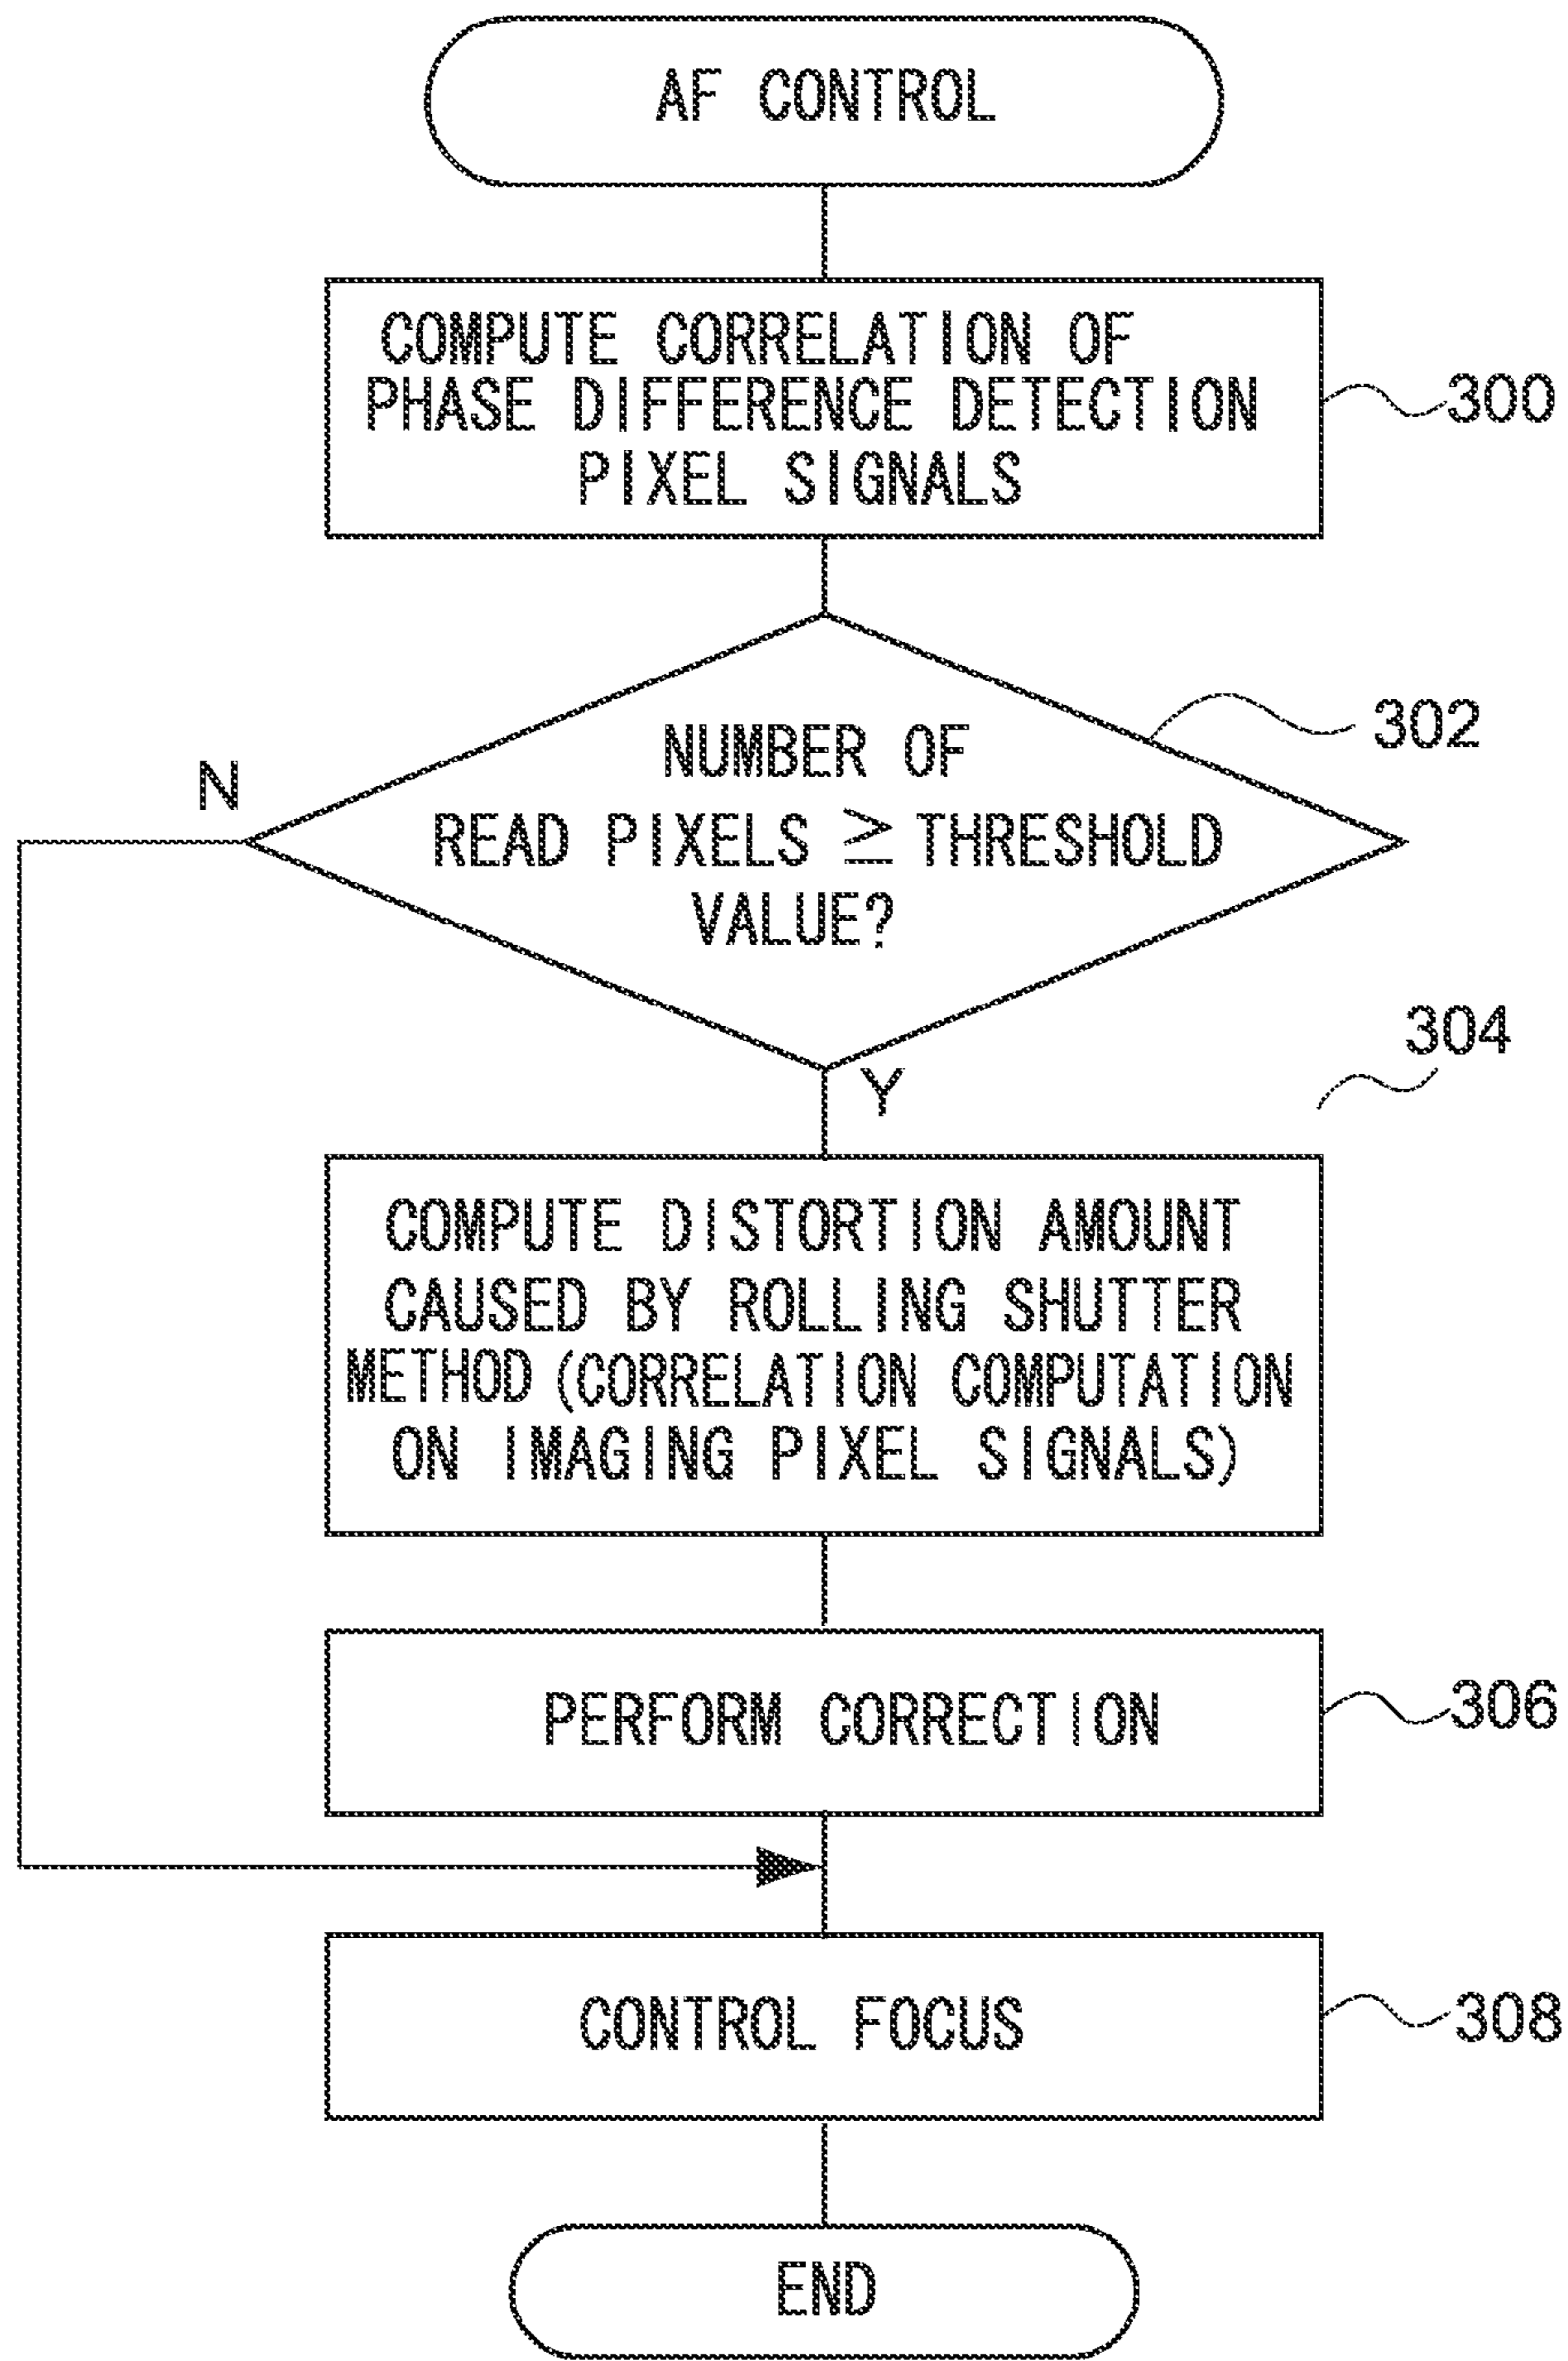 AF CONTROL
COMPUTE CORRELATION OF
PHASE DIFFERENCE DETECTION
PIXEL SIGNALS
300
302
NUMBER OF
READ PIXELS ≧ THRESHOLD
VALUE?
N
Y
304
COMPUTE DISTORTION AMOUNT
CAUSED BY ROLLING SHUTTER
METHOD (CORRELATION COMPUTATION
ON IMAGING PIXEL SIGNALS)
PERFORM CORRECTION
306
CONTROL FOCUS
308
END